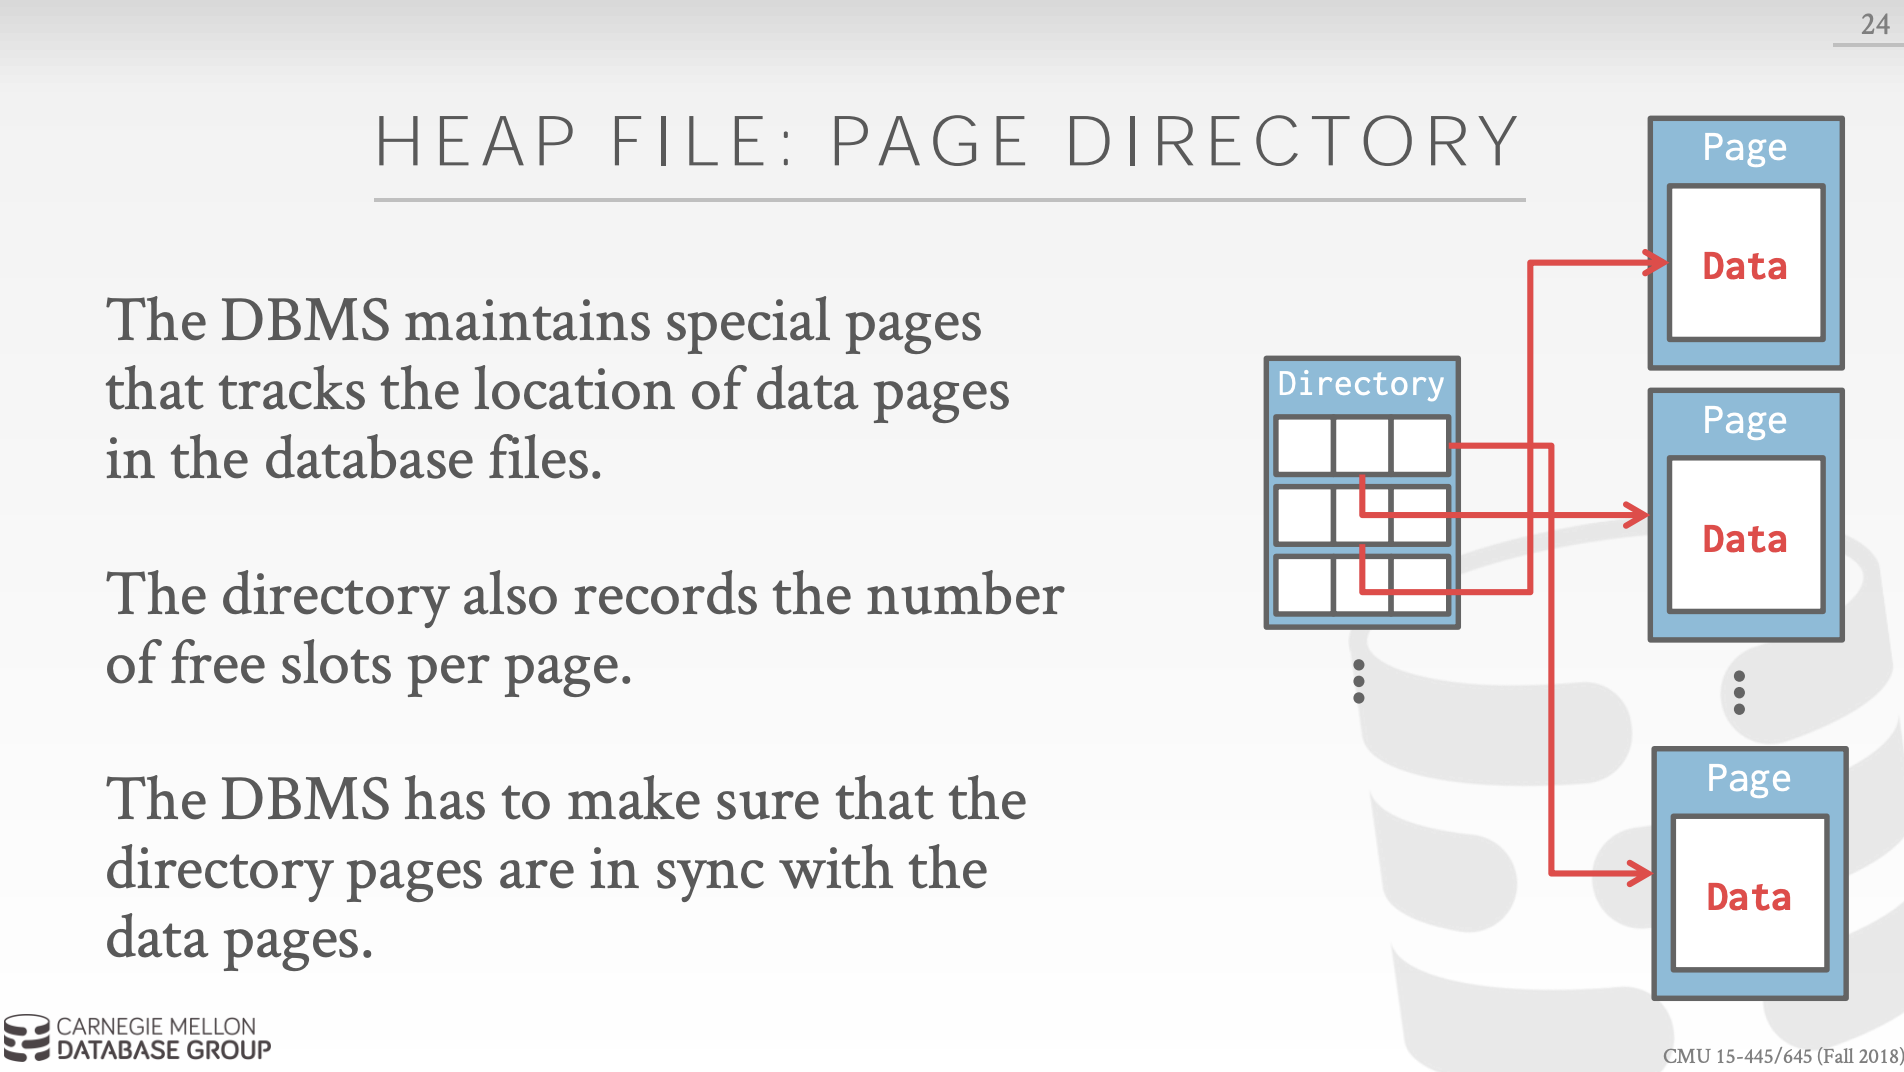 24
HEAP FILE: PAGE DIRECTORY
The DBMS maintains special pages
that tracks the location of data pages
in the database files.
The directory also records the number
of free slots per page.
The DBMS has to make sure that the
directory pages are in sync with the
data pages.
Directory
Page
Data
Page
Data
Page
Data
CARNEGIE MELLON
DATABASE GROUP
CMU 15-445/645 (Fall 2018)